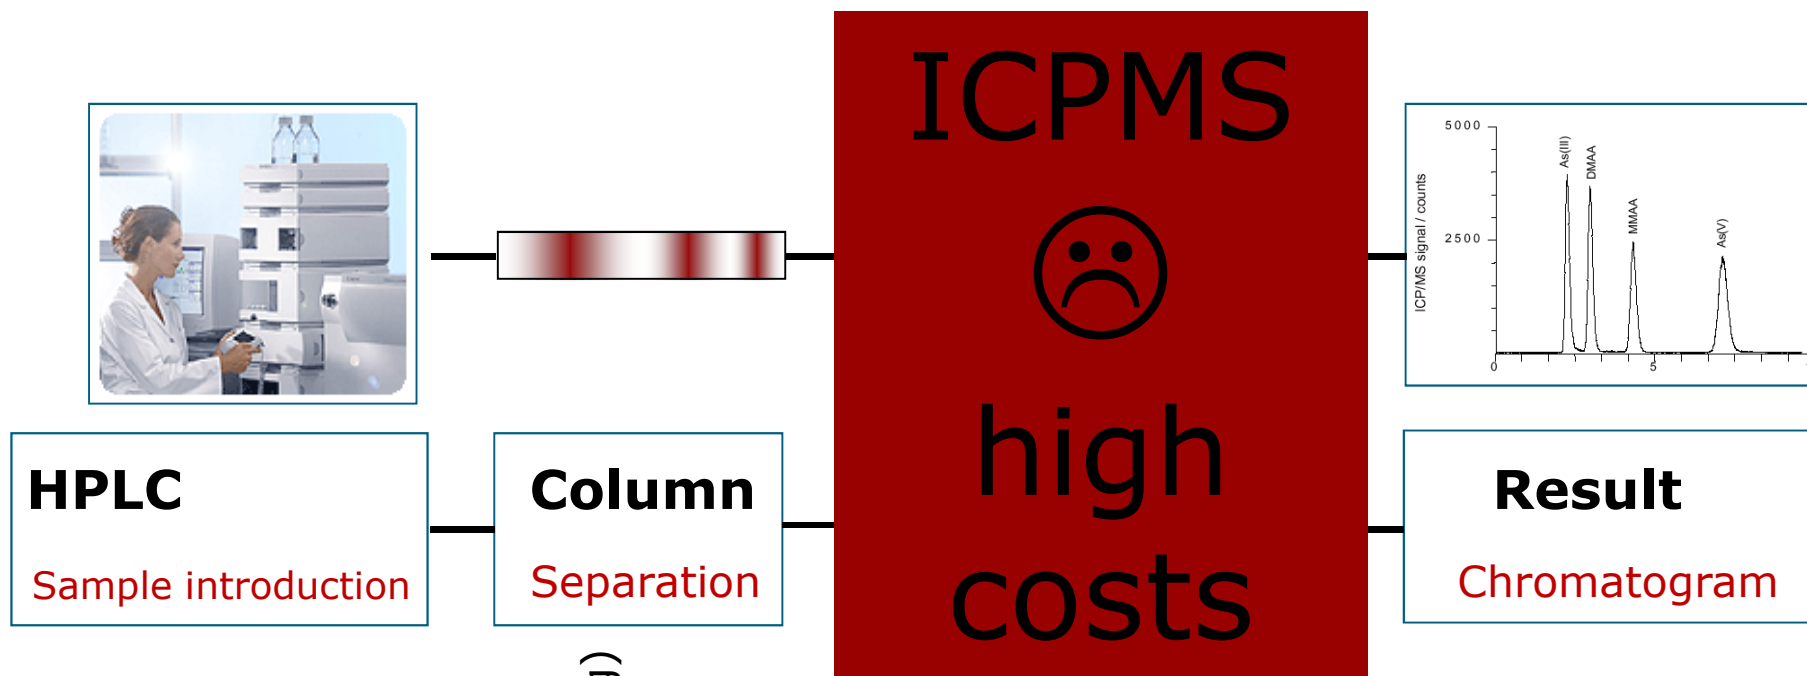 ICPMS
high
costs
HPLC
Sample introduction
Column
Separation
Result
Chromatogram
ICP/MS signal / counts
5000
2500
As(III)
DMAA
MMAA
As(V)
0
5